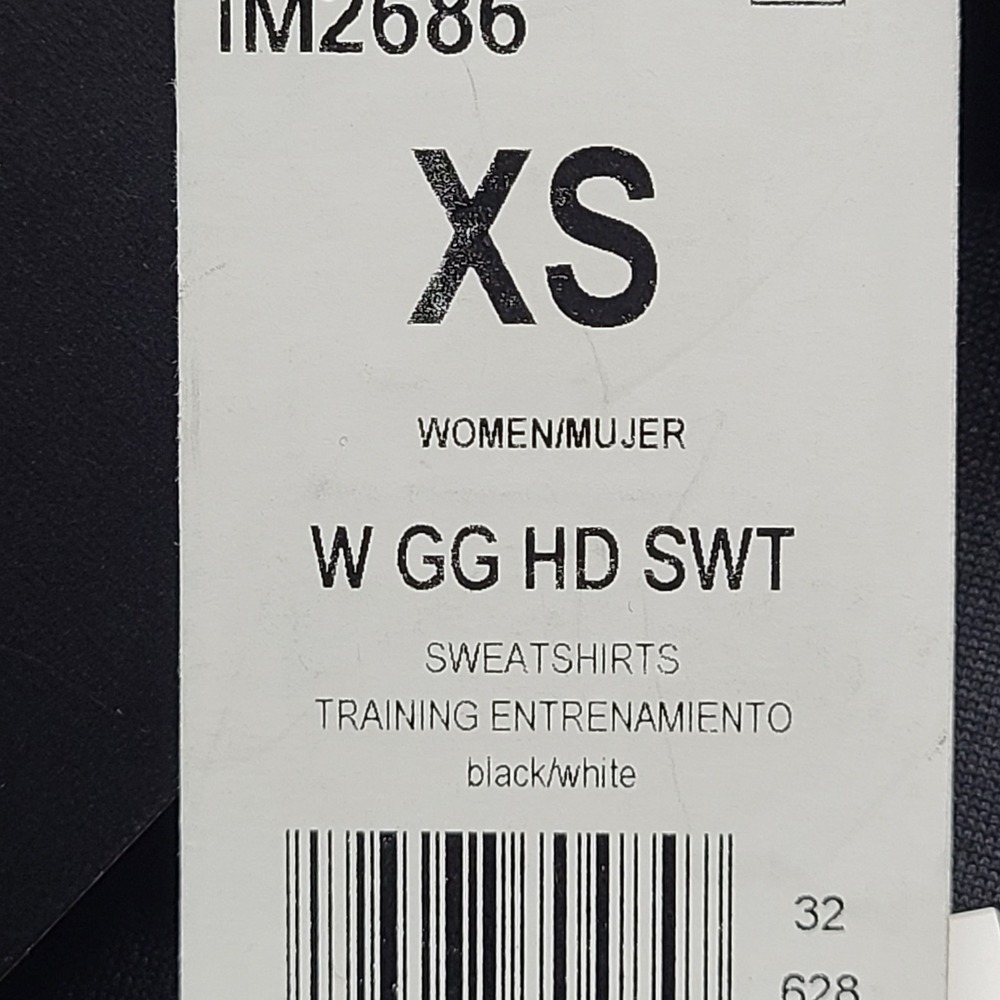 IM2686
XS
WOMEN/MUJER
W GG HD SWT
SWEATSHIRTS
TRAINING ENTRENAMIENTO
black/white
32
628